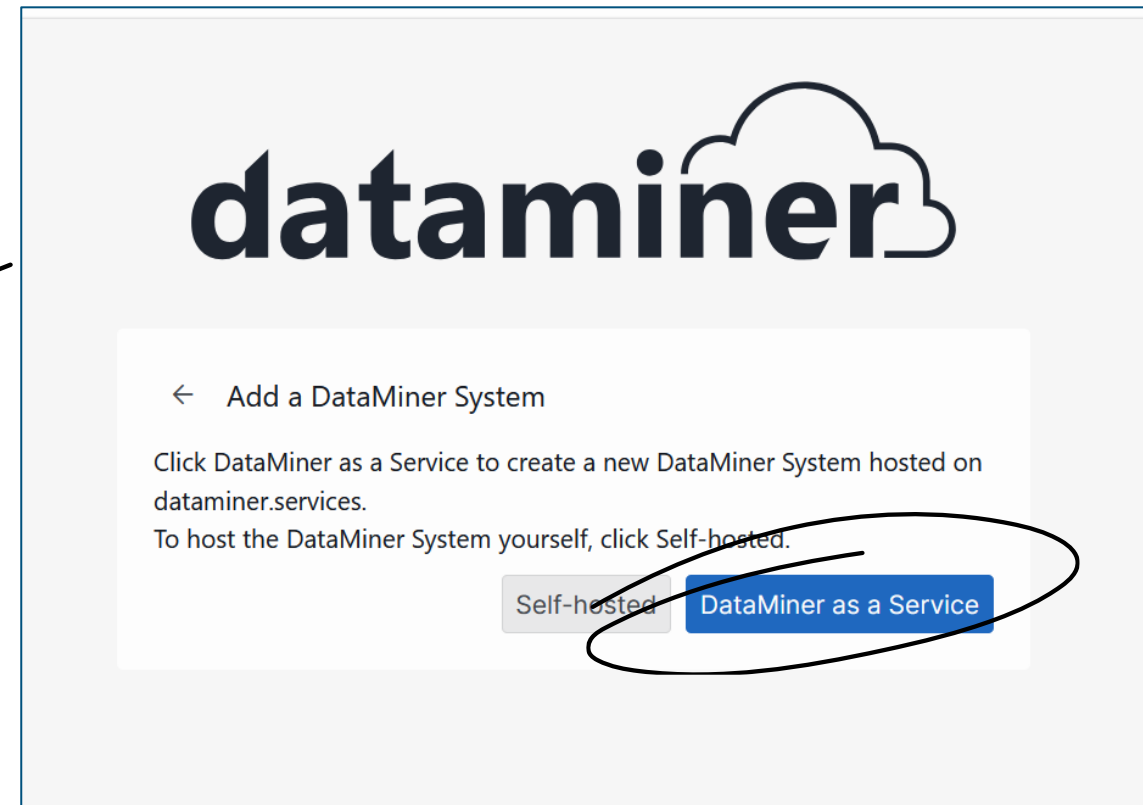 dataminer
← Add a DataMiner System
Click DataMiner as a Service to create a new DataMiner System hosted on
dataminer.services.
To host the DataMiner System yourself, click Self-hosted.
Self-hosted DataMiner as a Service